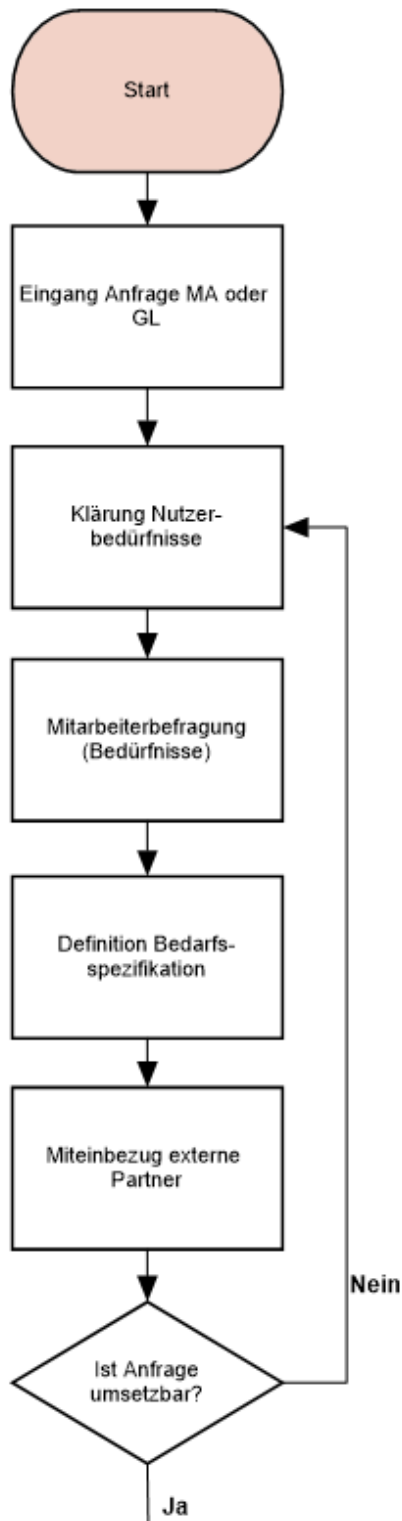 Start
Eingang Anfrage MA oder
GL
Klärung Nutzer-
bedürfnisse
Mitarbeiterbefragung
(Bedürfnisse)
Definition Bedarfs-
spezifikation
Miteinbezug externe
Partner
Nein
Ist Anfrage
umsetzbar?
Ja